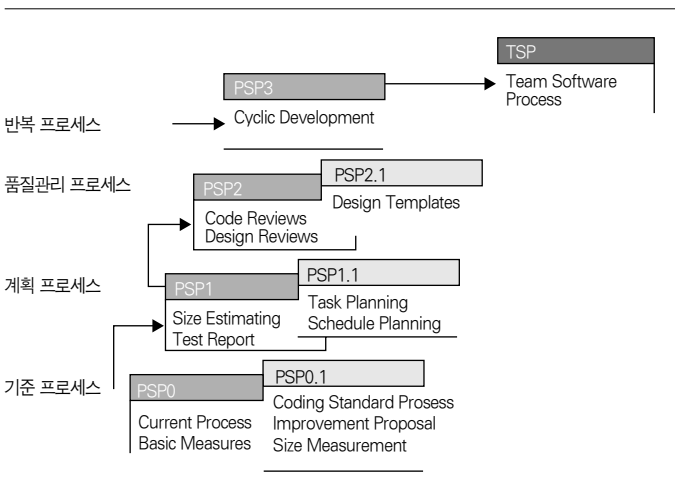 TSP
Team Software
Process
PSP3
Cyclic Development
반복 프로세스
품질관리 프로세스
PSP2
Code Reviews
Design Reviews
PSP2.1
Design Templates
계획 프로세스
PSP1
Size Estimating
Test Report
PSP1.1
Task Planning
Schedule Planning
기준 프로세스
PSP0
Current Process
Basic Measures
PSP0.1
Coding Standard Prosess
Improvement Proposal
Size Measurement